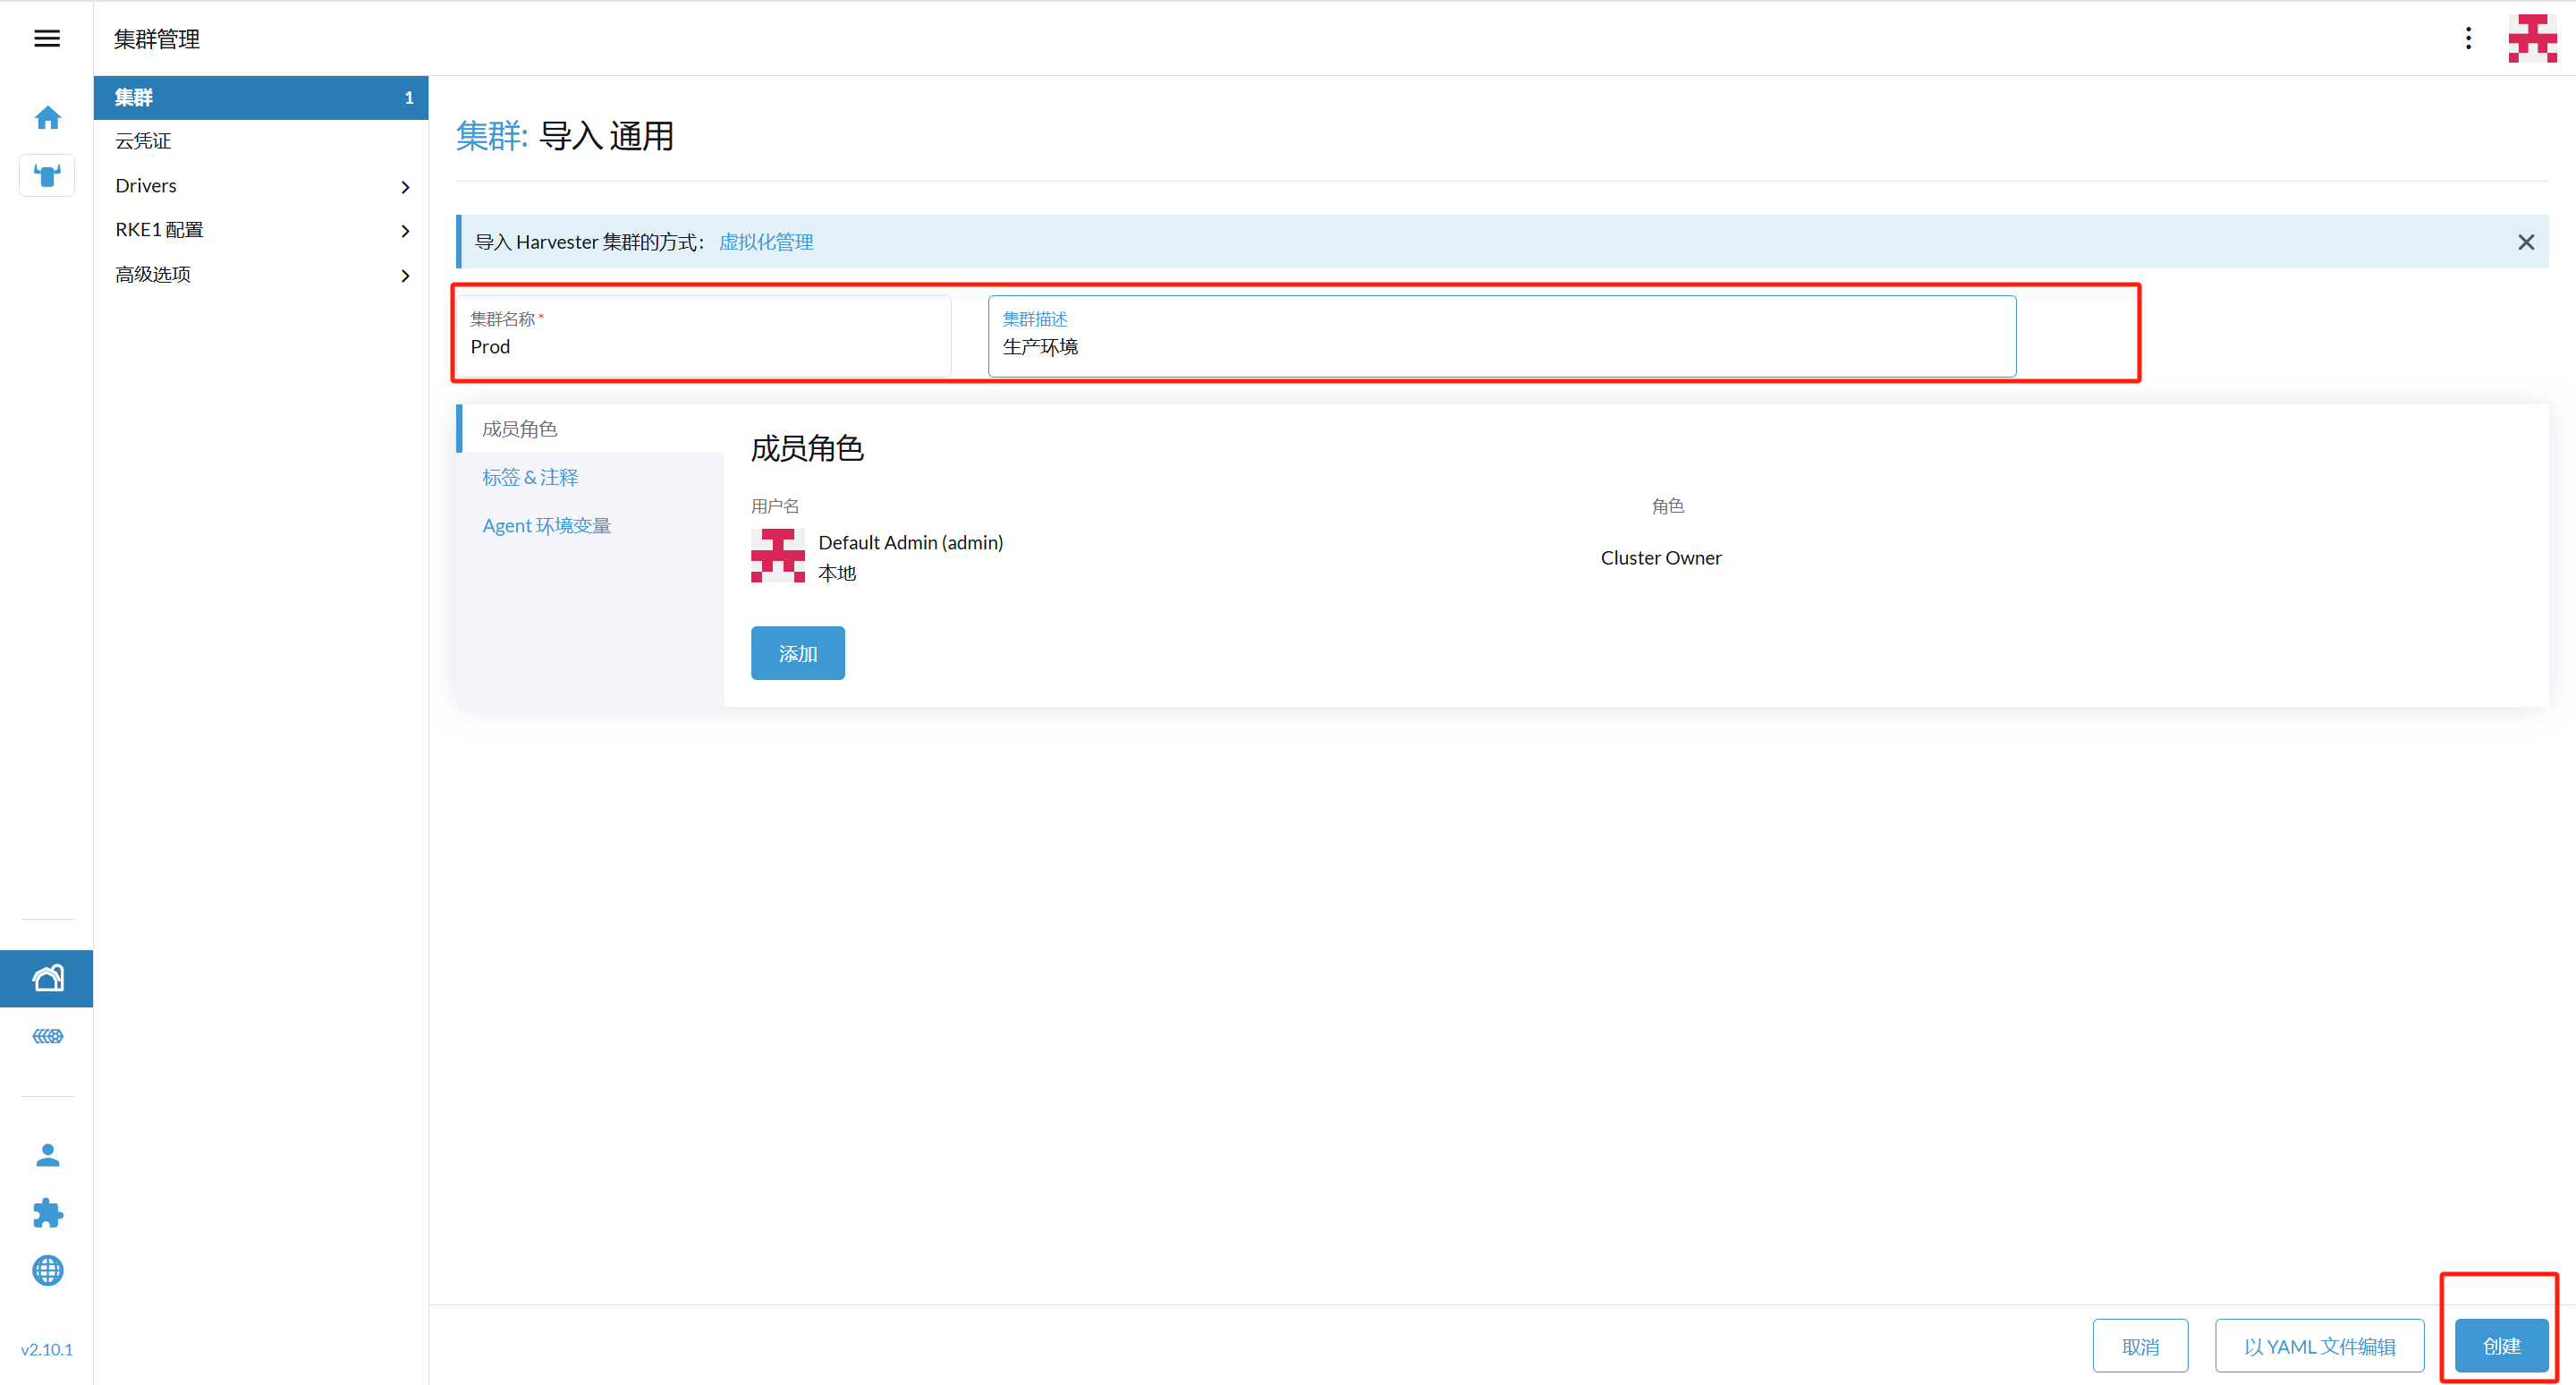 集群管理
集群 1
云凭证
Drivers
RKE1 配置
高级选项
集群: 导入 通用
导入 Harvester 集群的方式： 虚拟化管理
集群名称 *
Prod
集群描述
生产环境
成员角色
标签 & 注释
Agent 环境变量
成员角色
用户名 角色
Default Admin (admin)
本地
Cluster Owner
添加
取消 以 YAML 文件编辑 创建
v2.10.1